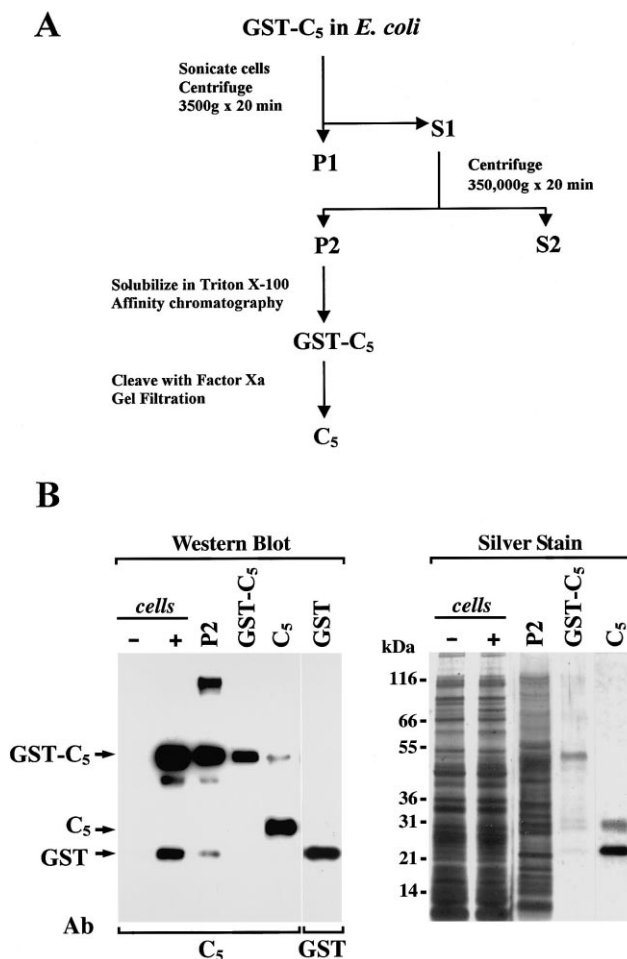 A
GST-C₅ in E. coli
Sonicate cells
Centrifuge
3500g x 20 min
S1
P1
Centrifuge
350,000g x 20 min
P2
S2
Solubilize in Triton X-100
Affinity chromatography
GST-C₅
Cleave with Factor Xa
Gel Filtration
C₅
B
Western Blot
cells
- + P2 GST-C₅ C₅ GST
GST-C₅
C₅
GST
Ab
C₅ GST
Silver Stain
cells
- + P2 GST-C₅ C₅
kDa
116-
66-
55-
36-
31-
21-
14-